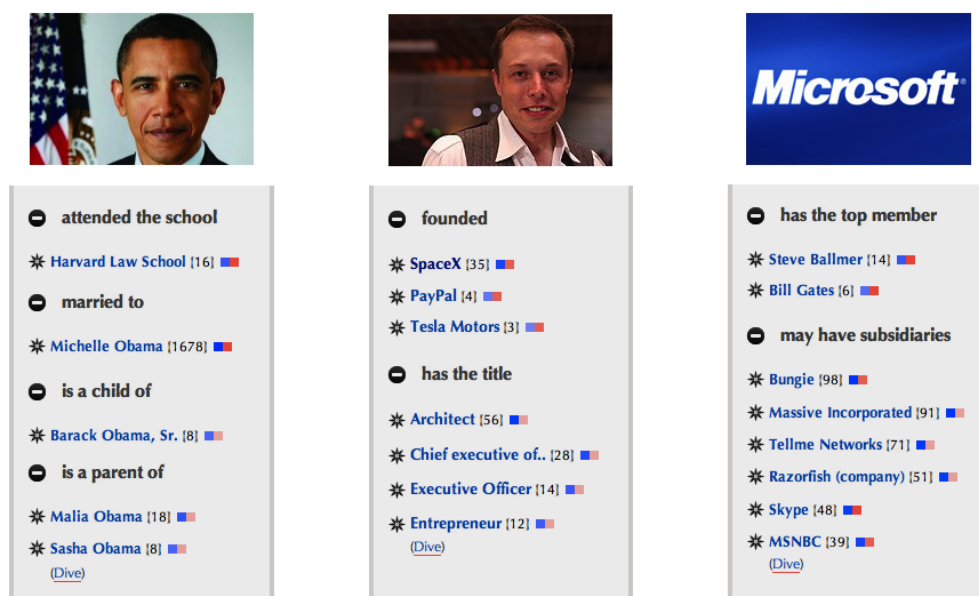 Microsoft®
attended the school
Harvard Law School {16}
married to
Michelle Obama {1678}
is a child of
Barack Obama, Sr. {8}
is a parent of
Malia Obama {18}
Sasha Obama {8}
(Dive)
founded
SpaceX {35}
PayPal {4}
Tesla Motors {3}
has the title
Architect {56}
Chief executive of.. {28}
Executive Officer {14}
Entrepreneur {12}
(Dive)
has the top member
Steve Ballmer {14}
Bill Gates {6}
may have subsidiaries
Bungie {98}
Massive Incorporated {91}
Tellme Networks {71}
Razorfish (company) {51}
Skype {48}
MSNBC {39}
(Dive)